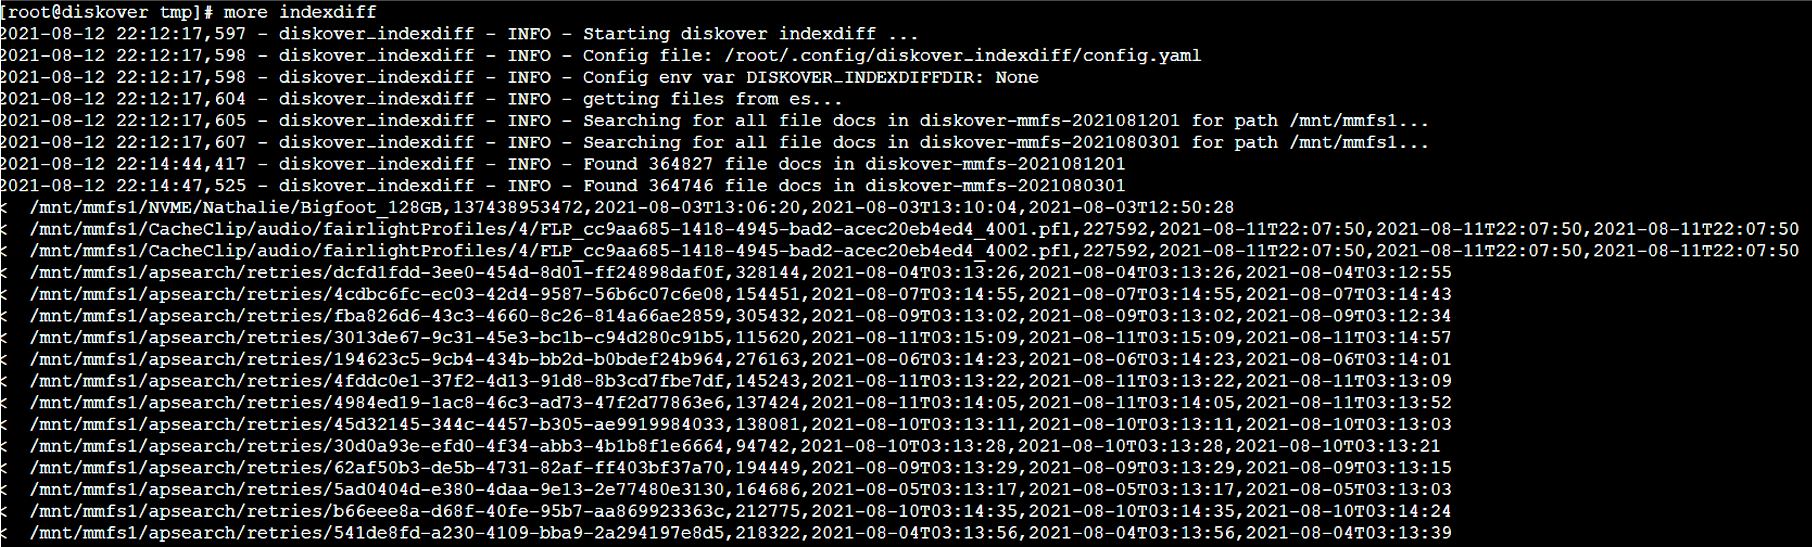 [root@diskover tmp]# more indexdiff
2021-08-12 22:12:17,597 - diskover_indexdiff - INFO - Starting diskover indexdiff ...
2021-08-12 22:12:17,598 - diskover_indexdiff - INFO - Config file: /root/.config/diskover_indexdiff/config.yaml
2021-08-12 22:12:17,598 - diskover_indexdiff - INFO - Config env var DISKOVER_INDEXDIFFDIR: None
2021-08-12 22:12:17,604 - diskover_indexdiff - INFO - getting files from es...
2021-08-12 22:12:17,605 - diskover_indexdiff - INFO - Searching for all file docs in diskover-mmfs-2021081201 for path /mnt/mmfs1...
2021-08-12 22:12:17,607 - diskover_indexdiff - INFO - Searching for all file docs in diskover-mmfs-2021080301 for path /mnt/mmfs1...
2021-08-12 22:14:44,417 - diskover_indexdiff - INFO - Found 364827 file docs in diskover-mmfs-2021081201
2021-08-12 22:14:47,525 - diskover_indexdiff - INFO - Found 364746 file docs in diskover-mmfs-2021080301
<  /mnt/mmfs1/NVME/Nathalie/Bigfoot_128GB,137438953472,2021-08-03T13:06:20,2021-08-03T13:10:04,2021-08-03T12:50:28
<  /mnt/mmfs1/CacheClip/audio/fairlightProfiles/4/FLP_cc9aa685-1418-4945-bad2-acec20eb4ed4_4001.pfl,227592,2021-08-11T22:07:50,2021-08-11T22:07:50,2021-08-11T22:07:50
<  /mnt/mmfs1/CacheClip/audio/fairlightProfiles/4/FLP_cc9aa685-1418-4945-bad2-acec20eb4ed4_4002.pfl,227592,2021-08-11T22:07:50,2021-08-11T22:07:50,2021-08-11T22:07:50
<  /mnt/mmfs1/apsearch/retries/dcfd1fdd-3ee0-454d-8d01-ff24898daf0f,328144,2021-08-04T03:13:26,2021-08-04T03:13:26,2021-08-04T03:12:55
<  /mnt/mmfs1/apsearch/retries/4cdbc6fc-ec03-42d4-9587-56b6c07c6e08,154451,2021-08-07T03:14:55,2021-08-07T03:14:55,2021-08-07T03:14:43
<  /mnt/mmfs1/apsearch/retries/fba826d6-43c3-4660-8c26-814a66ae2859,305432,2021-08-09T03:13:02,2021-08-09T03:13:02,2021-08-09T03:12:34
<  /mnt/mmfs1/apsearch/retries/3013de67-9c31-45e3-bc1b-c94d280c91b5,115620,2021-08-11T03:15:09,2021-08-11T03:15:09,2021-08-11T03:14:57
<  /mnt/mmfs1/apsearch/retries/194623c5-9cb4-434b-bb2d-b0bdef24b964,276163,2021-08-06T03:14:23,2021-08-06T03:14:23,2021-08-06T03:14:01
<  /mnt/mmfs1/apsearch/retries/4fddc0e1-37f2-4d13-91d8-8b3cd7fbe7df,145243,2021-08-11T03:13:22,2021-08-11T03:13:22,2021-08-11T03:13:09
<  /mnt/mmfs1/apsearch/retries/4984ed19-1ac8-46c3-ad73-47f2d77863e6,137424,2021-08-11T03:14:05,2021-08-11T03:14:05,2021-08-11T03:13:52
<  /mnt/mmfs1/apsearch/retries/45d32145-344c-4457-b305-ae9919984033,138081,2021-08-10T03:13:11,2021-08-10T03:13:11,2021-08-10T03:13:03
<  /mnt/mmfs1/apsearch/retries/30d0a93e-efd0-4f34-abb3-4b1b8f1e6664,94742,2021-08-10T03:13:28,2021-08-10T03:13:28,2021-08-10T03:13:21
<  /mnt/mmfs1/apsearch/retries/62af50b3-de5b-4731-82af-ff403bf37a70,194449,2021-08-09T03:13:29,2021-08-09T03:13:29,2021-08-09T03:13:15
<  /mnt/mmfs1/apsearch/retries/5ad0404d-e380-4daa-9e13-2e77480e3130,164686,2021-08-05T03:13:17,2021-08-05T03:13:17,2021-08-05T03:13:03
<  /mnt/mmfs1/apsearch/retries/b66eee8a-d68f-40fe-95b7-aa869923363c,212775,2021-08-10T03:14:35,2021-08-10T03:14:35,2021-08-10T03:14:24
<  /mnt/mmfs1/apsearch/retries/541de8fd-a230-4109-bba9-2a294197e8d5,218322,2021-08-04T03:13:56,2021-08-04T03:13:56,2021-08-04T03:13:39